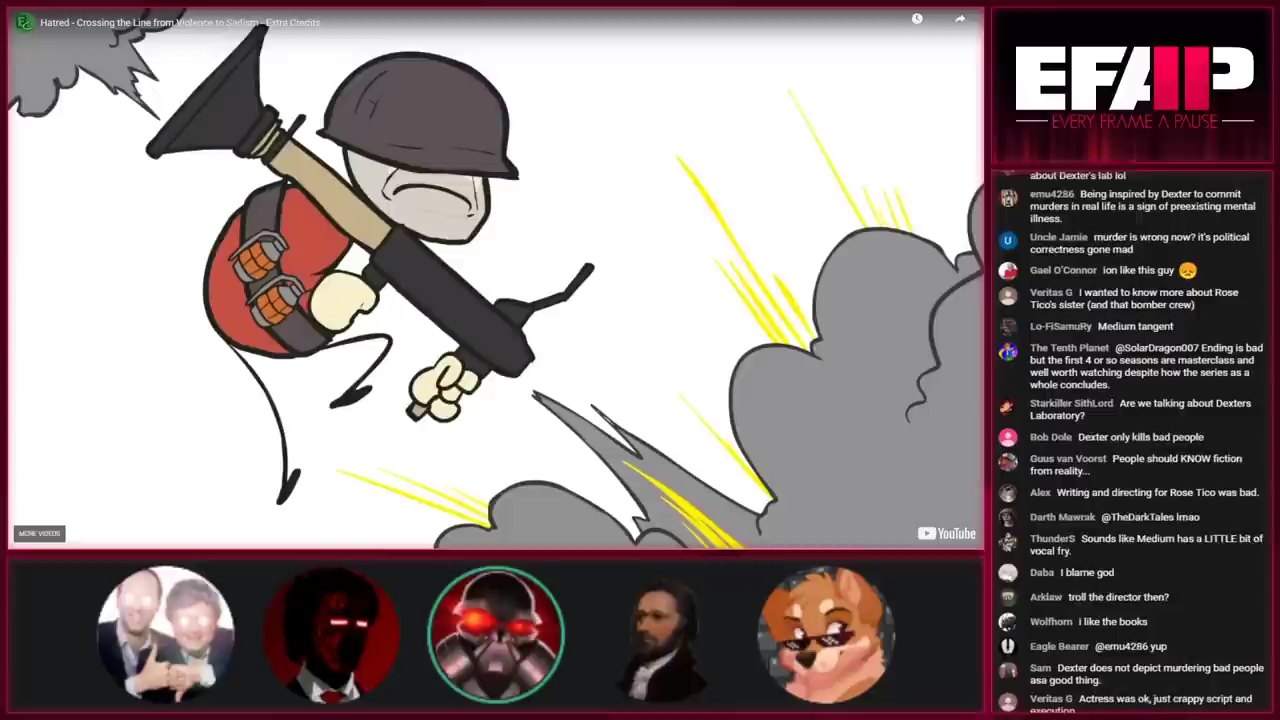 Hatred - Crossing the Line from Violence to Sadism - Extra Credits
MORE VIDEOS
YouTube
EFAP
EVERY FRAME A PAUSE
about Dexter's lab lol
emu4286 Being inspired by Dexter to commit
murders in real life is a sign of preexisting mental
illness.
Uncle Jamie murder is wrong now? it's political
correctness gone mad
Gael O'Connor ion like this guy
Veritas G I wanted to know more about Rose
Tico's sister (and that bomber crew)
Lo-FiSamuRy Medium tangent
The Tenth Planet @SolarDragon007 Ending is bad
but the first 4 or so seasons are masterclass and
well worth watching despite how the series as a
whole concludes.
Starkiller SithLord Are we talking about Dexters
Laboratory?
Bob Dole Dexter only kills bad people
Guus van Voorst People should KNOW fiction
from reality...
Alex Writing and directing for Rose Tico was bad.
Darth Mawrak @TheDarkTales lmao
ThunderS Sounds like Medium has a LITTLE bit of
vocal fry.
Daba I blame god
Arklaw troll the director then?
Wolfhorn i like the books
Eagle Bearer @emu4286 yup
Sam Dexter does not depict murdering bad people
asa good thing.
Veritas G Actress was ok, just crappy script and
execution